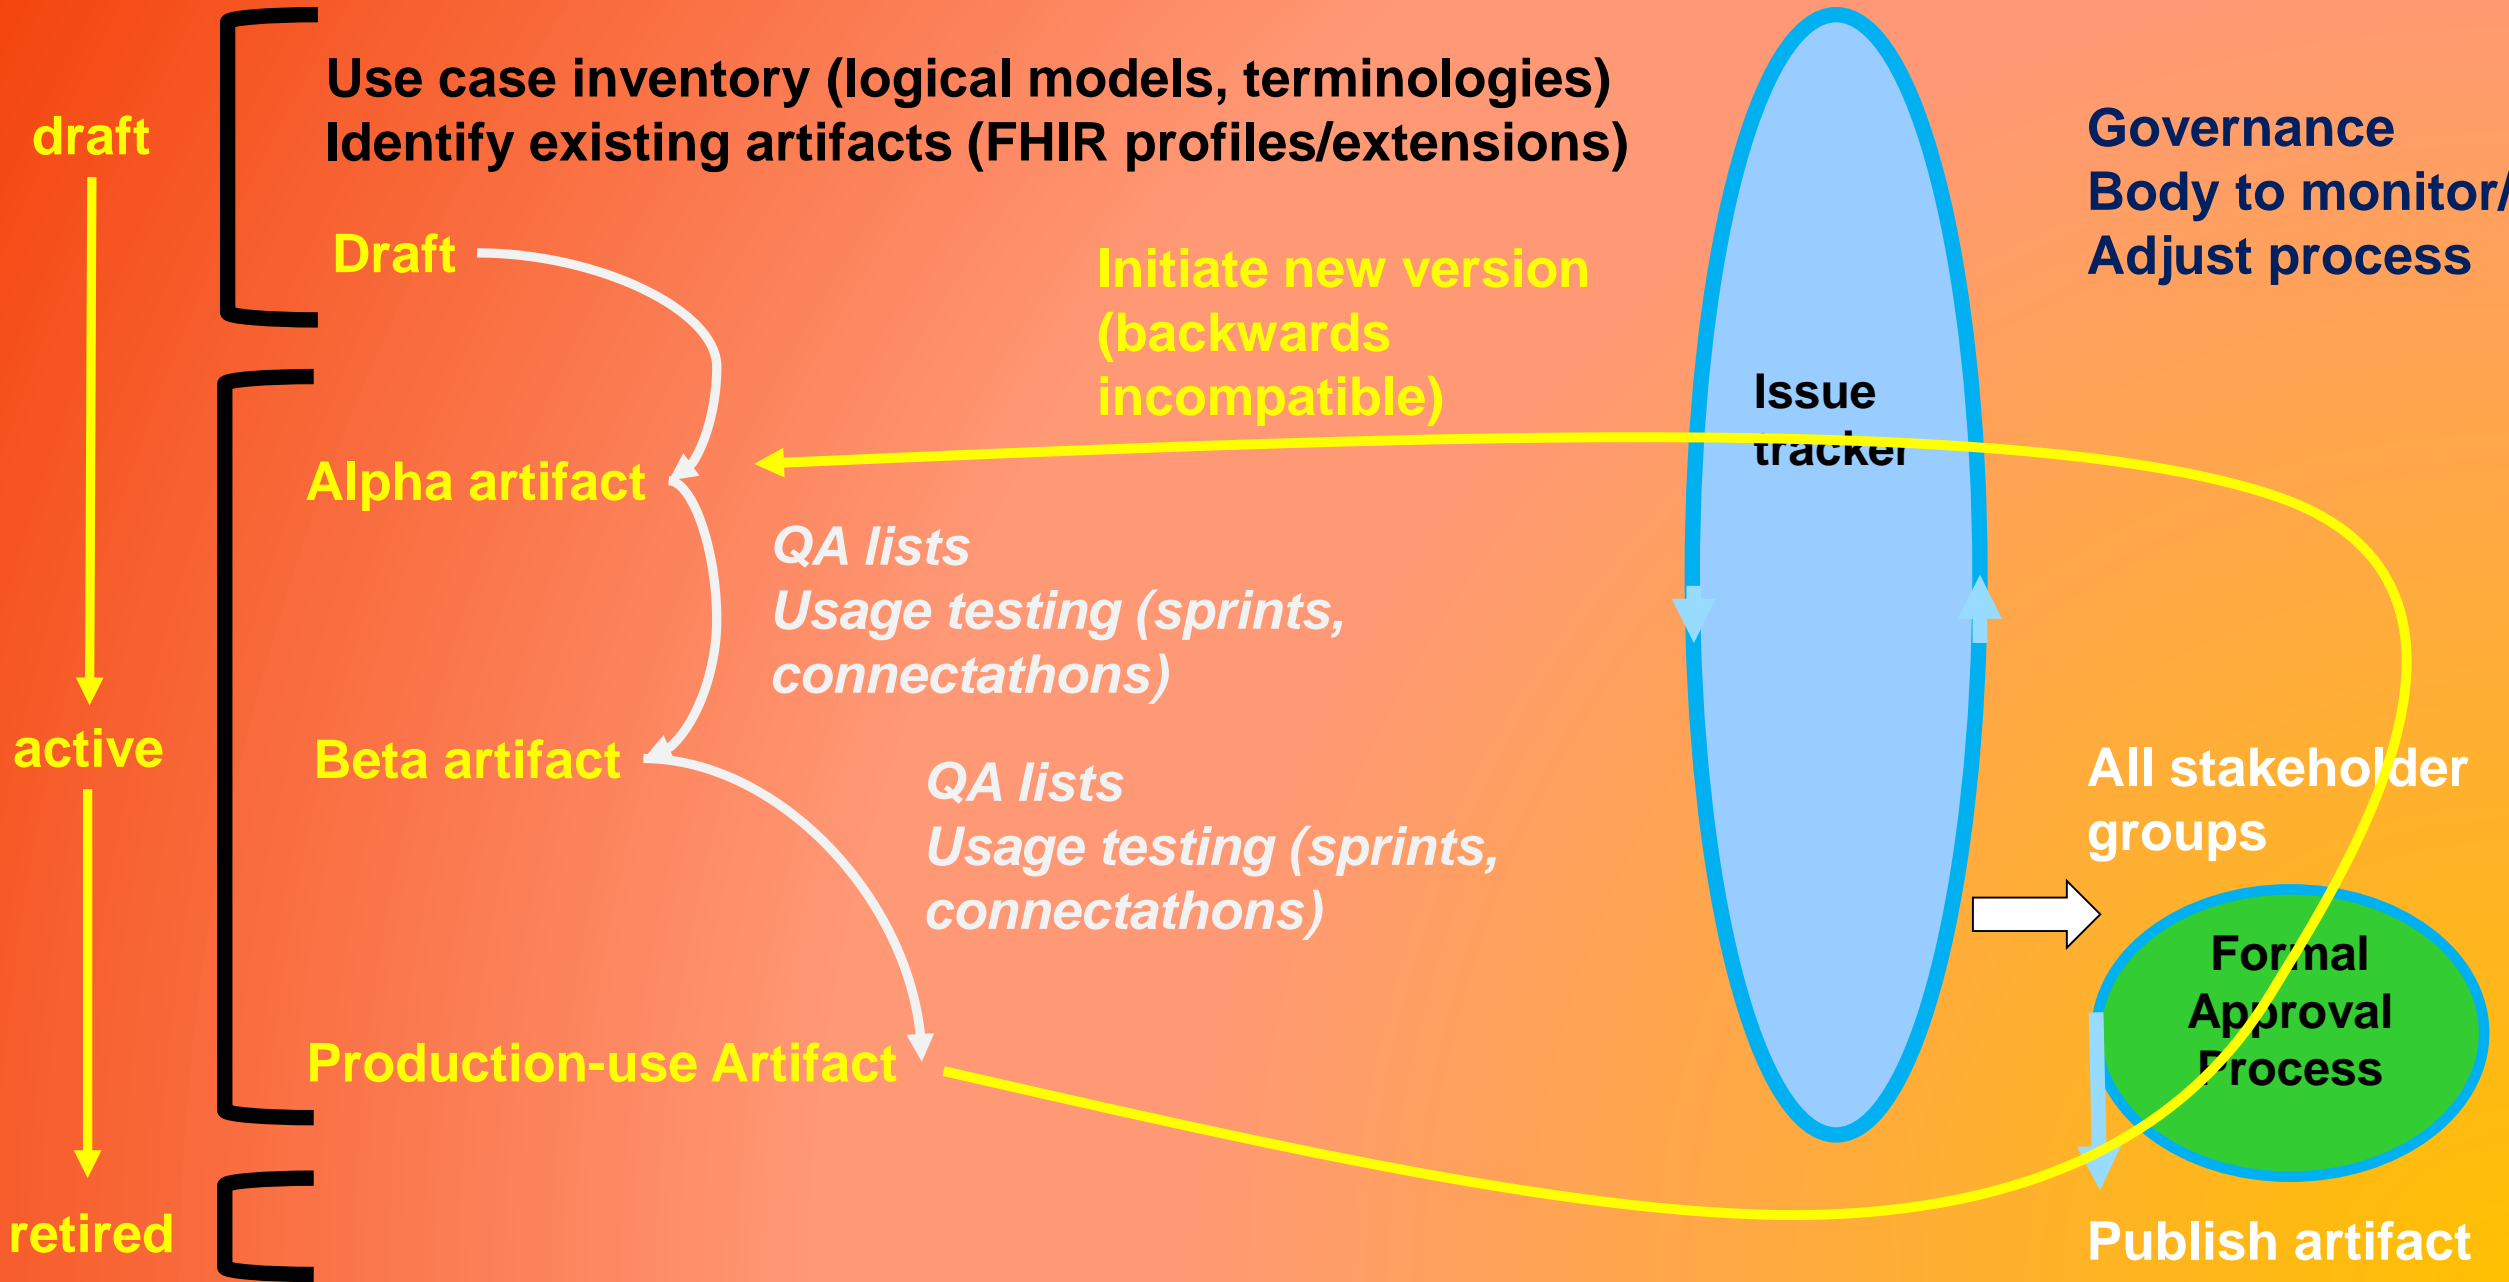 Use case inventory (logical models, terminologies)
Identify existing artifacts (FHIR profiles/extensions)
draft
Draft
Governance
Body to monitor/
Adjust process
Initiate new version
(backwards
incompatible)
Issue
tracker
Alpha artifact
QA lists
Usage testing (sprints,
connectathons)
active
Beta artifact
QA lists
Usage testing (sprints,
connectathons)
All stakeholder
groups
Formal
Approval
Process
Production-use Artifact
retired
Publish artifact